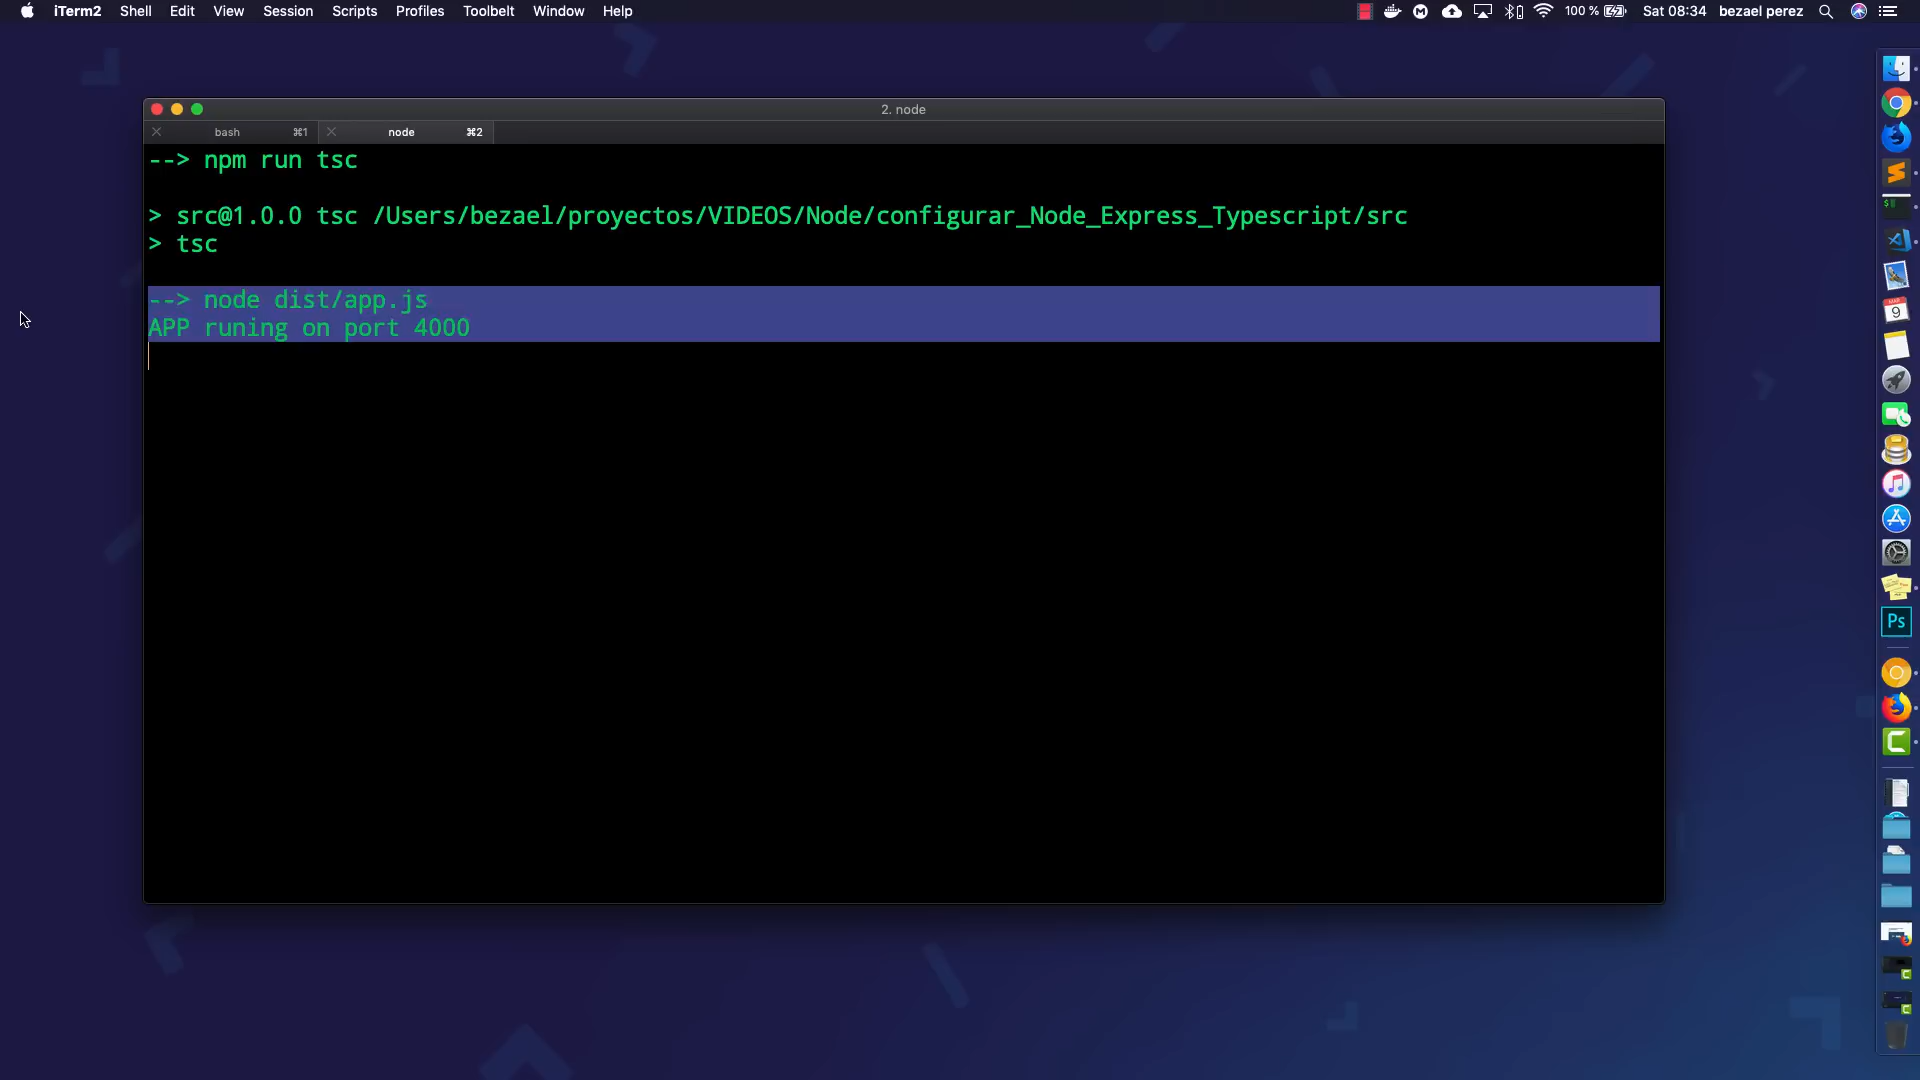 iTerm2 Shell Edit View Session Scripts Profiles Toolbelt Window Help 100 % Sat 08:34 bezael perez
2. node
bash ⌘1 node ⌘2
--> npm run tsc
> src@1.0.0 tsc /Users/bezael/proyectos/VIDEOS/Node/configurar_Node_Express_Typescript/src
> tsc
--> node dist/app.js
APP runing on port 4000
9
Ps